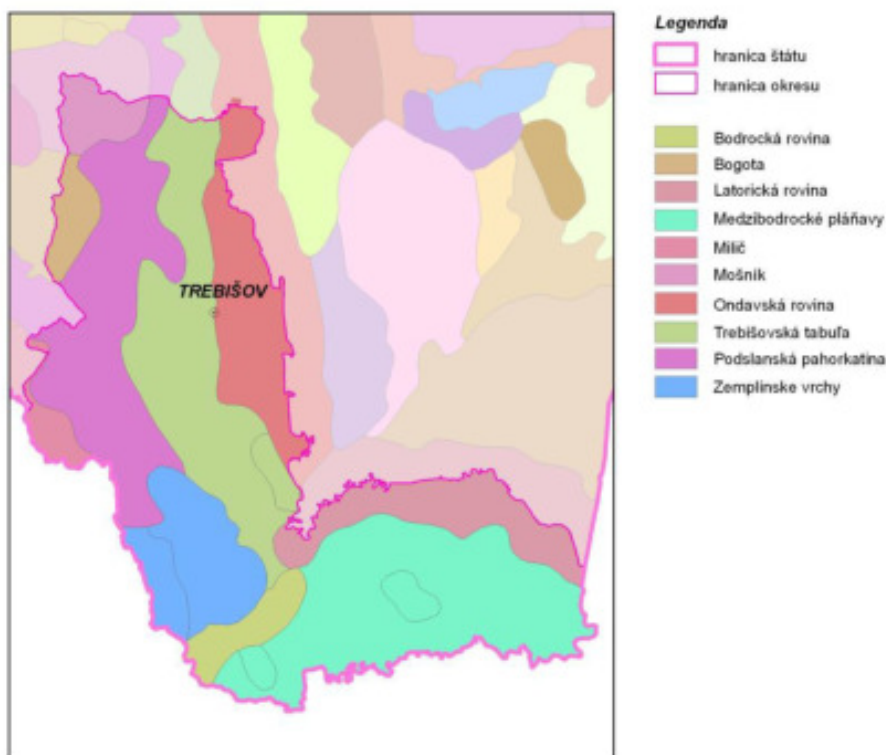 Legenda
hranica štátu
hranica okresu
Bodrocká rovina
Bogota
Latorická rovina
Medzibodrocké pláňavy
Milič
Mošník
Ondavská rovina
Trebišovská tabuľa
Podslanská pahorkatina
Zemplínske vrchy
TREBIŠOV